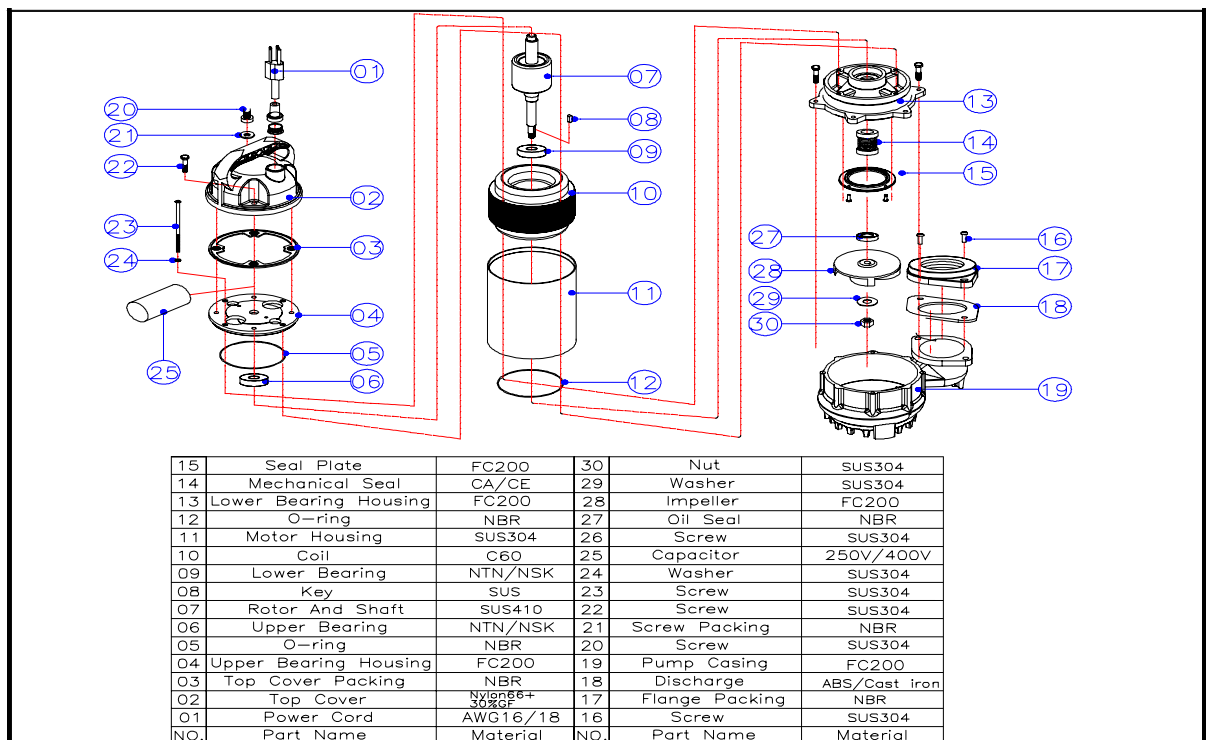 01
07
20
13
08
21
14
09
22
15
10
02
23
27
16
03
24
28
17
11
29
18
04
30
05
25
06
12
19
15 Seal Plate FC200 30 Nut SUS304
14 Mechanical Seal CA/CE 29 Washer SUS304
13 Lower Bearing Housing FC200 28 Impeller FC200
12 O-ring NBR 27 Oil Seal NBR
11 Motor Housing SUS304 26 Screw SUS304
10 Coil C60 25 Capacitor 250V/400V
09 Lower Bearing NTN/NSK 24 Washer SUS304
08 Key SUS 23 Screw SUS304
07 Rotor And Shaft SUS410 22 Screw SUS304
06 Upper Bearing NTN/NSK 21 Screw Packing NBR
05 O-ring NBR 20 Screw SUS304
04 Upper Bearing Housing FC200 19 Pump Casing FC200
03 Top Cover Packing NBR 18 Discharge ABS/Cast iron
02 Top Cover Nylon66+ 30%GF 17 Flange Packing NBR
01 Power Cord AWG16/18 16 Screw SUS304
NO. Part Name Material NO. Part Name Material